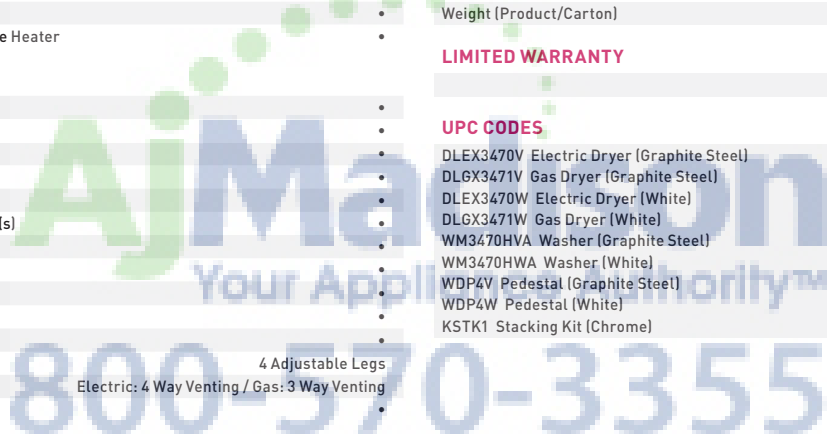 e Heater
(s)
4 Adjustable Legs
Electric: 4 Way Venting / Gas: 3 Way Venting
Weight (Product/Carton)
LIMITED WARRANTY
UPC CODES
DLEX3470V Electric Dryer (Graphite Steel)
DLGX3471V Gas Dryer (Graphite Steel)
DLEX3470W Electric Dryer (White)
DLGX3471W Gas Dryer (White)
WM3470HVA Washer (Graphite Steel)
WM3470HWA Washer (White)
WDP4V Pedestal (Graphite Steel)
WDP4W Pedestal (White)
KSTK1 Stacking Kit (Chrome)
AjMadison
Your Appliance Authority™
800-570-3355